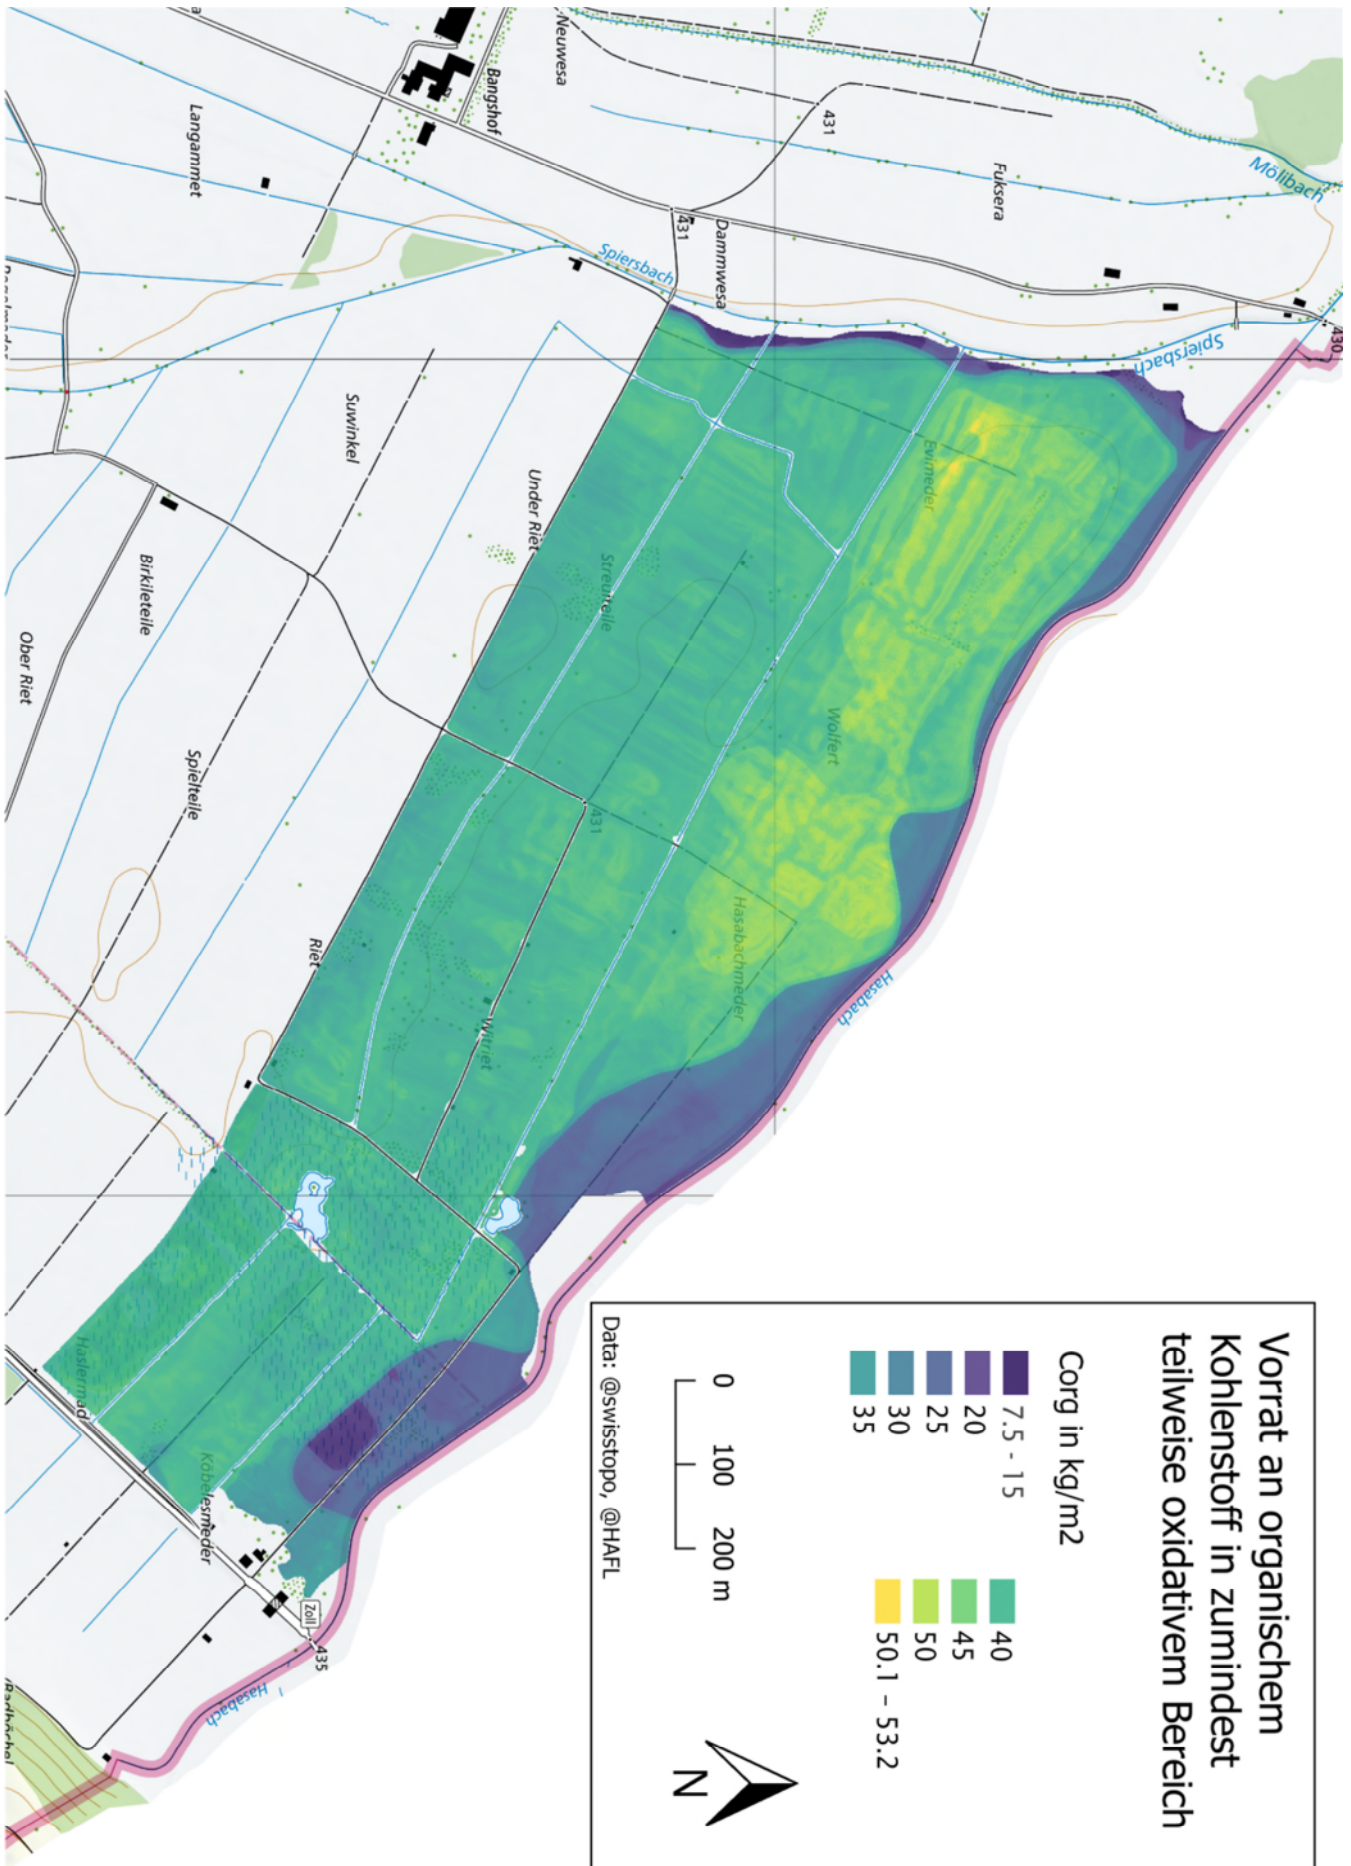 Vorrat an organischem
Kohlenstoff in zumindest
teilweise oxidativem Bereich
Corg in kg/m2
7.5 - 15
20
25
30
35
40
45
50
50.1 - 53.2
0 100 200 m
N
Data: @swisstopo, @HAFL
Mölibach
430
Spiersbach
Fuksera
431
Dammwesa
431
Spiersbach
-Neuwesa
Bangshof
Langammet
Evimeder
Wolfert
Hasabachmeder
Hasabach
Streuteile
Under Riet
431
Witriet
Suwinkel
Riet
Birkileteile
Spielteile
Ober Riet
Haslermad
Köbelesmeder
Zoll
435
Hasabach